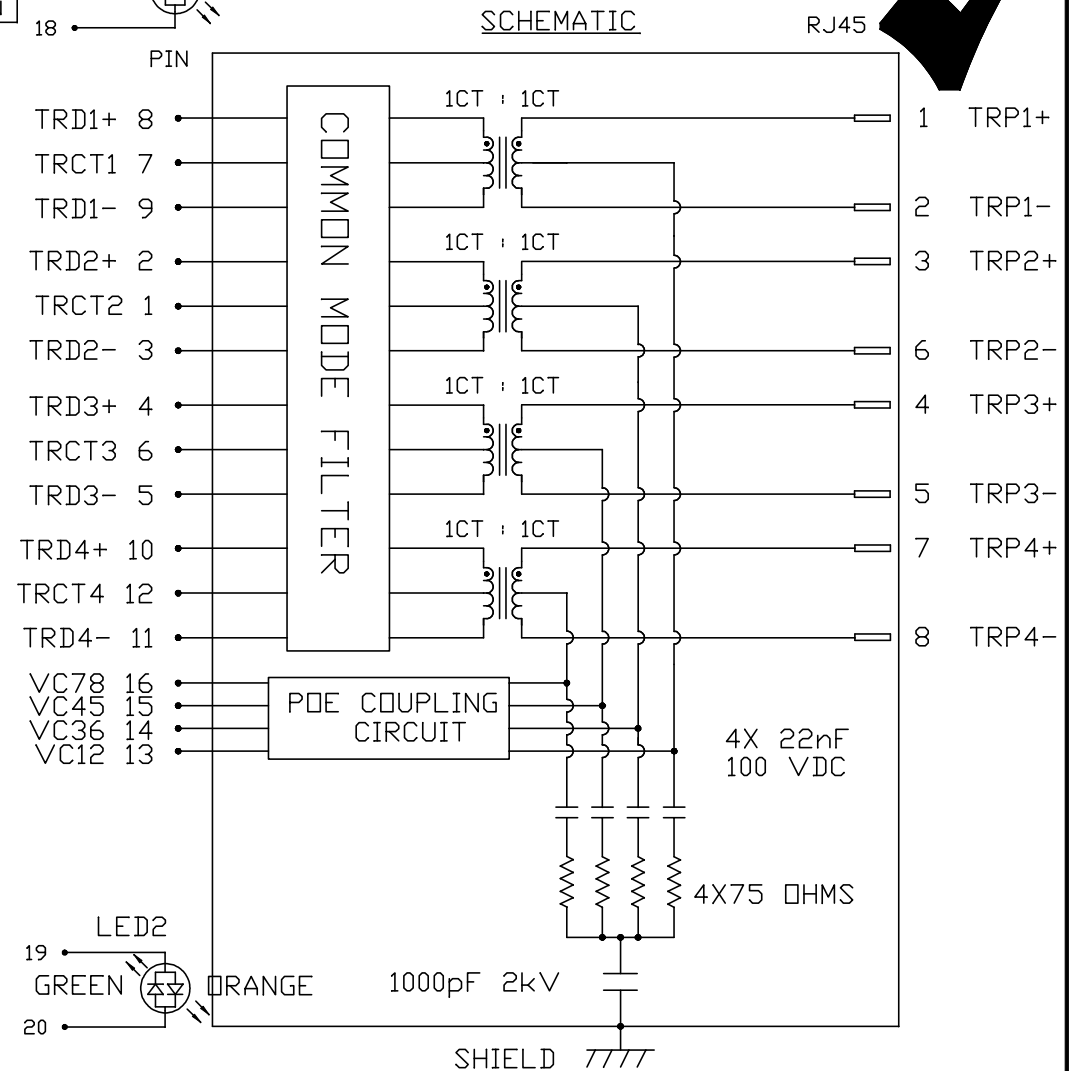 SCHEMATIC
RJ45
18
PIN
1CT : 1CT
TRD1+ 8
1 TRP1+
TRCT1 7
TRD1- 9
2 TRP1-
1CT : 1CT
TRD2+ 2
3 TRP2+
TRCT2 1
TRD2- 3
6 TRP2-
1CT : 1CT
TRD3+ 4
4 TRP3+
TRCT3 6
TRD3- 5
5 TRP3-
1CT : 1CT
TRD4+ 10
7 TRP4+
TRCT4 12
TRD4- 11
8 TRP4-
COMMON MODE FILTER
VC78 16
VC45 15
VC36 14
VC12 13
POE COUPLING
CIRCUIT
4X 22nF
100 VDC
4X75 OHMS
LED2
19
GREEN ORANGE
20
1000pF 2kV
SHIELD